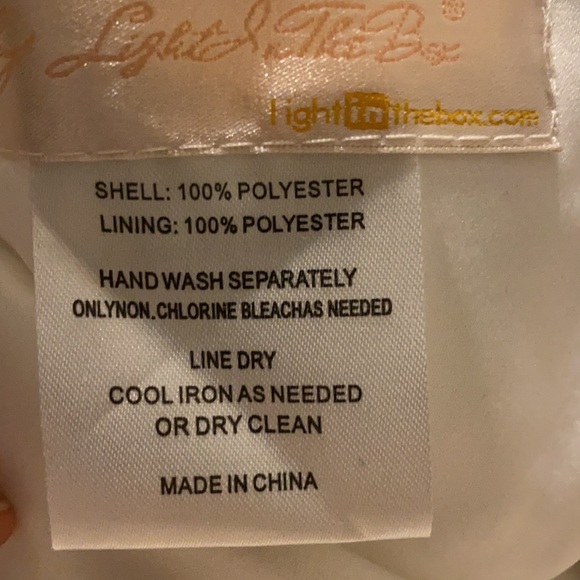 y LightInTheBox®
lightinthebox.com
SHELL: 100% POLYESTER
LINING: 100% POLYESTER
HAND WASH SEPARATELY
ONLYNON.CHLORINE BLEACHAS NEEDED
LINE DRY
COOL IRON AS NEEDED
OR DRY CLEAN
MADE IN CHINA